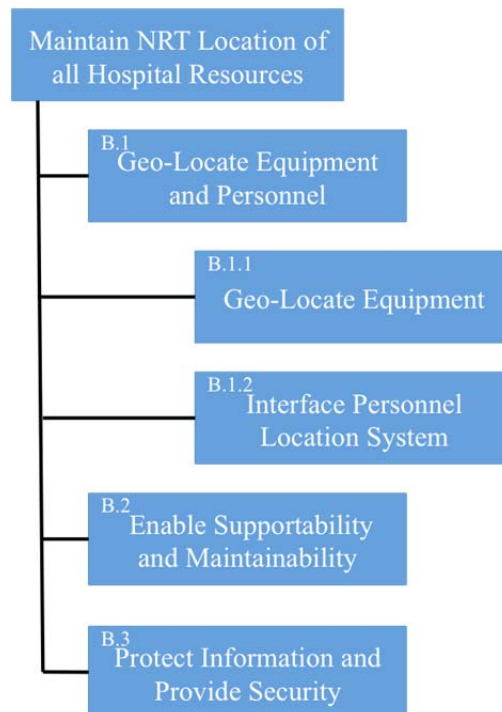 Maintain NRT Location of
all Hospital Resources
B.1
Geo-Locate Equipment
and Personnel
B.1.1
Geo-Locate Equipment
B.1.2
Interface Personnel
Location System
B.2
Enable Supportability
and Maintainability
B.3
Protect Information and
Provide Security